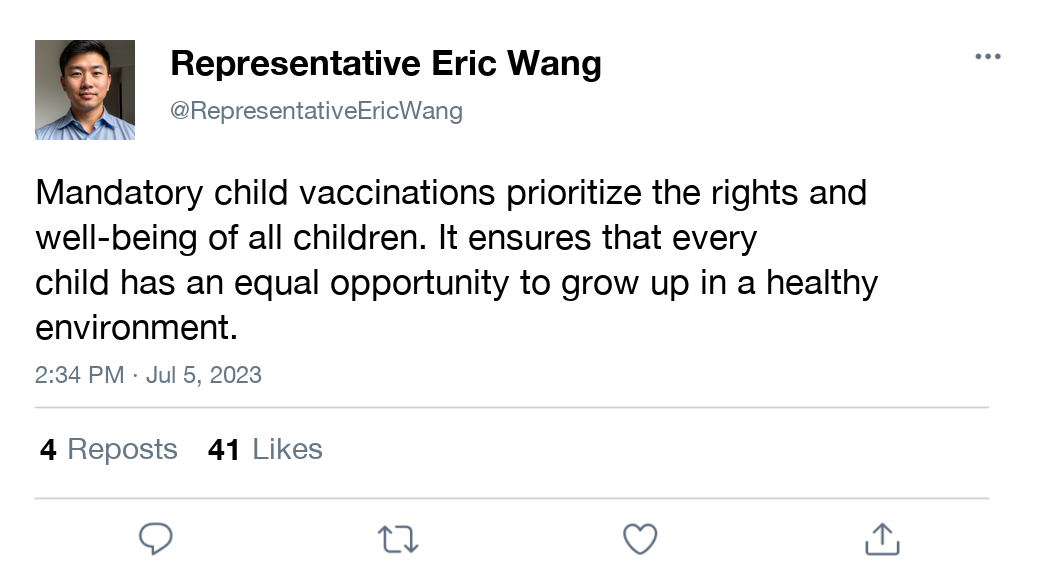 Representative Eric Wang
@RepresentativeEricWang
Mandatory child vaccinations prioritize the rights and
well-being of all children. It ensures that every
child has an equal opportunity to grow up in a healthy
environment.
2:34 PM · Jul 5, 2023
4 Reposts 41 Likes